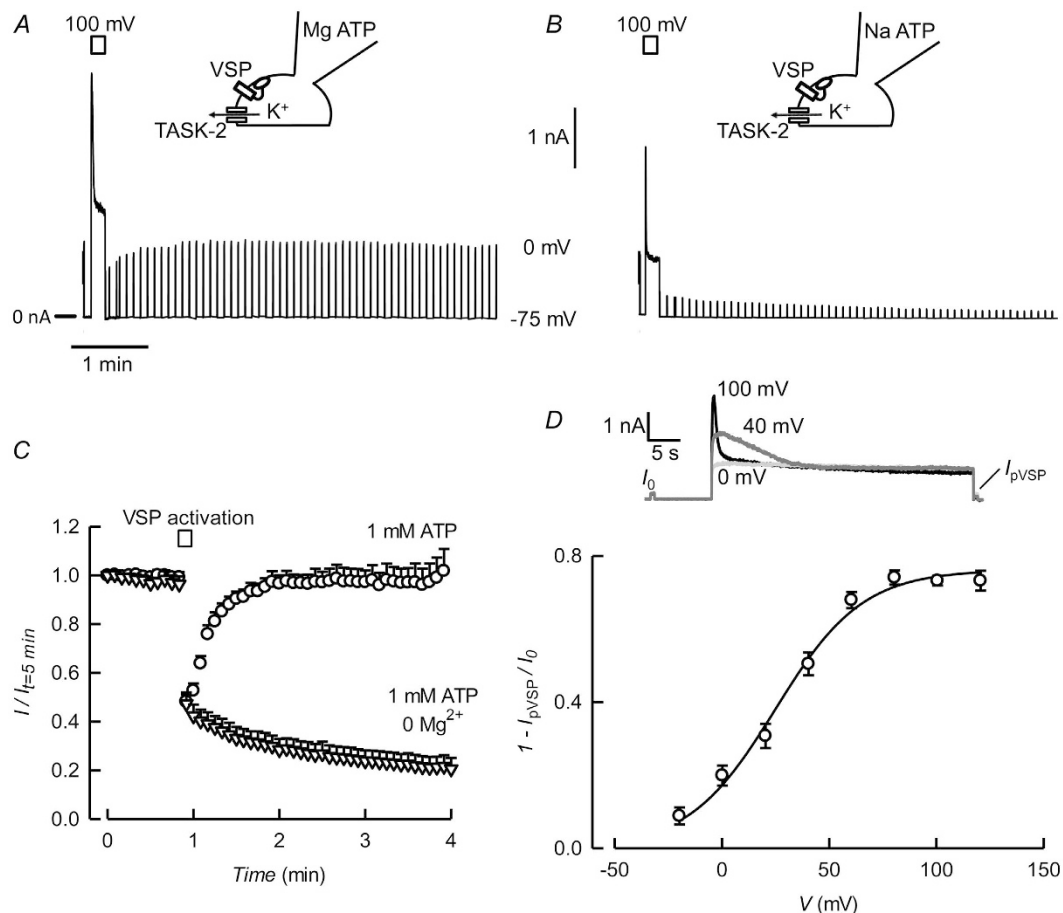 A
100 mV
Mg ATP
VSP
K+
TASK-2
0 nA
1 min
0 mV
-75 mV
B
100 mV
Na ATP
VSP
K+
TASK-2
1 nA
C
VSP activation
1 mM ATP
1 mM ATP
0 Mg2+
1.2
1.0
0.8
0.6
0.4
0.2
0.0
I / It=5 min
0 1 2 3 4
Time (min)
D
100 mV
1 nA
40 mV
5 s
I0
0 mV
IpVSP
0.8
0.4
0.0
1 - IpVSP / I0
-50 0 50 100 150
V (mV)